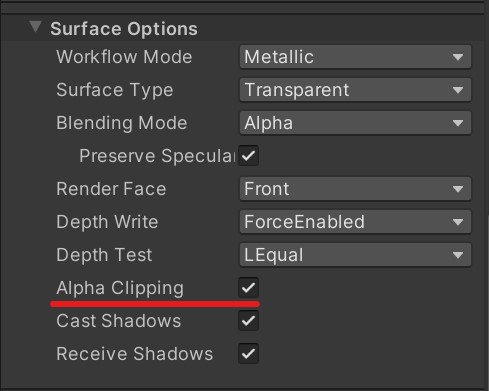 Surface Options
Workflow Mode Metallic
Surface Type Transparent
Blending Mode Alpha
Preserve Specular
Render Face Front
Depth Write ForceEnabled
Depth Test LEqual
Alpha Clipping
Cast Shadows
Receive Shadows